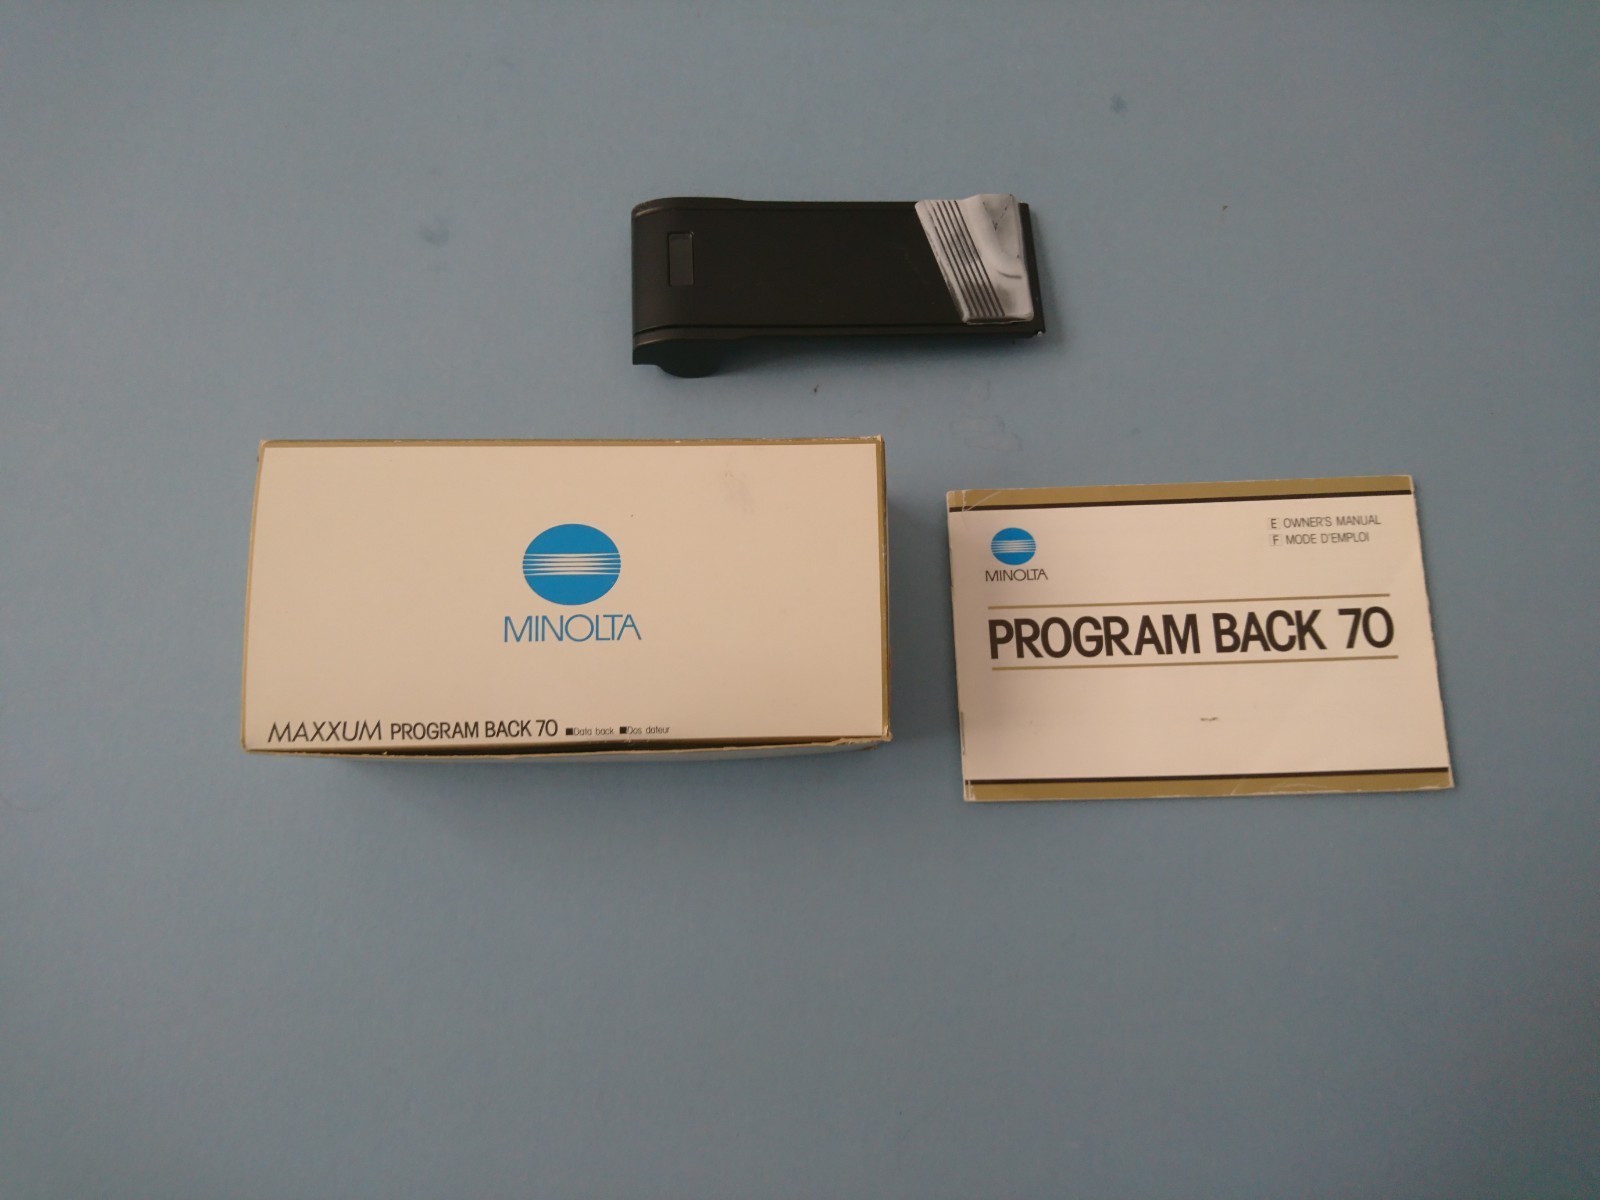 MINOLTA
MAXXUM PROGRAM BACK 70 ■Data back ■Dos dateur
E OWNER'S MANUAL
F MODE D'EMPLOI
MINOLTA
PROGRAM BACK 70